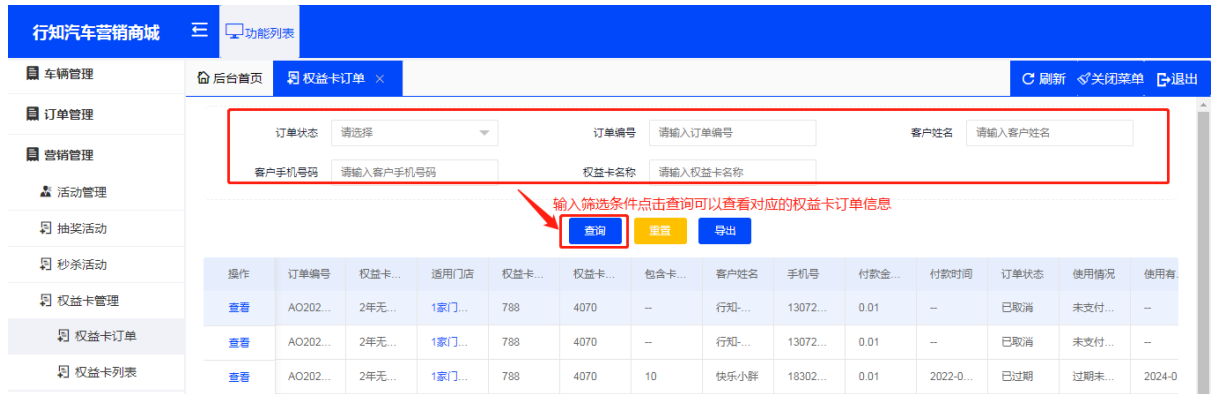 行知汽车营销商城 功能列表
车辆管理 后台首页 权益卡订单 × 刷新 关闭菜单 退出
订单管理
营销管理
活动管理
抽奖活动
秒杀活动
权益卡管理
权益卡订单
权益卡列表
订单状态 请选择 订单编号 请输入订单编号 客户姓名 请输入客户姓名
客户手机号码 请输入客户手机号码 权益卡名称 请输入权益卡名称
输入筛选条件点击查询可以查看对应的权益卡订单信息
查询 重置 导出
操作 订单编号 权益卡... 适用门店 权益卡... 权益卡... 包含卡... 客户姓名 手机号 付款金... 付款时间 订单状态 使用情况 使用有
查看 AO202... 2年无... 1家门... 788 4070 -- 行知-... 13072... 0.01 -- 已取消 未支付... --
查看 AO202... 2年无... 1家门... 788 4070 -- 行知-... 13072... 0.01 -- 已取消 未支付... --
查看 AO202... 2年无... 1家门... 788 4070 10 快乐小胖 18302... 0.01 2022-0... 已过期 过期未... 2024-0